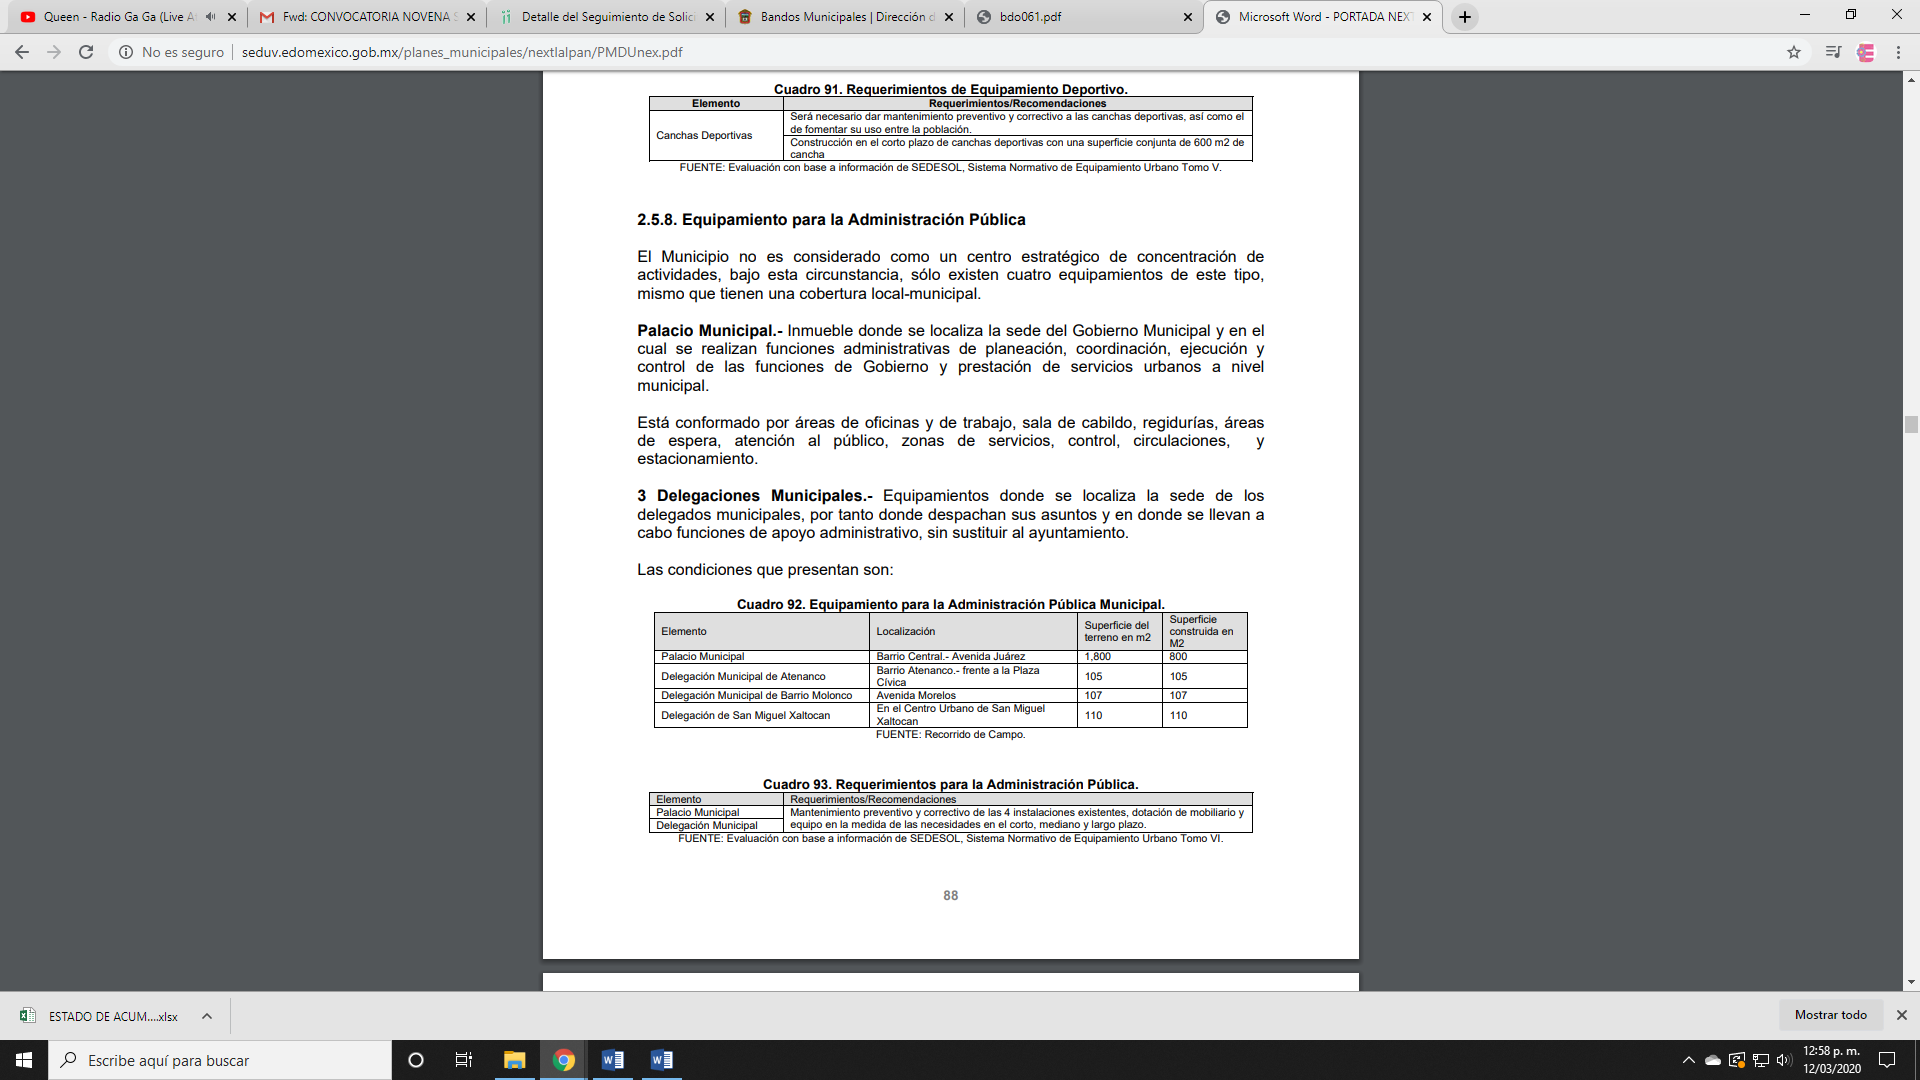 Queen - Radio Ga Ga (Live A
Fwd: CONVOCATORIA NOVENA S
Detalle del Seguimiento de Solici
Bandos Municipales | Dirección d
bdo061.pdf
Microsoft Word - PORTADA NEXT
No es seguro
seduv.edomexico.gob.mx/planes_municipales/nextlalpan/PMDUnex.pdf
Cuadro 91. Requerimientos de Equipamiento Deportivo.
Elemento Requerimientos/Recomendaciones
Canchas Deportivas
Será necesario dar mantenimiento preventivo y correctivo a las canchas deportivas, así como el
de fomentar su uso entre la población.
Construcción en el corto plazo de canchas deportivas con una superficie conjunta de 600 m2 de
cancha
FUENTE: Evaluación con base a información de SEDESOL, Sistema Normativo de Equipamiento Urbano Tomo V.
2.5.8. Equipamiento para la Administración Pública
El Municipio no es considerado como un centro estratégico de concentración de
actividades, bajo esta circunstancia, sólo existen cuatro equipamientos de este tipo,
mismo que tienen una cobertura local-municipal.
Palacio Municipal.- Inmueble donde se localiza la sede del Gobierno Municipal y en el
cual se realizan funciones administrativas de planeación, coordinación, ejecución y
control de las funciones de Gobierno y prestación de servicios urbanos a nivel
municipal.
Está conformado por áreas de oficinas y de trabajo, sala de cabildo, regidurías, áreas
de espera, atención al público, zonas de servicios, control, circulaciones, y
estacionamiento.
3 Delegaciones Municipales.- Equipamientos donde se localiza la sede de los
delegados municipales, por tanto donde despachan sus asuntos y en donde se llevan a
cabo funciones de apoyo administrativo, sin sustituir al ayuntamiento.
Las condiciones que presentan son:
Cuadro 92. Equipamiento para la Administración Pública Municipal.
Elemento
Localización
Superficie del
terreno en m2
Superficie
construida en
M2
Palacio Municipal Barrio Central.- Avenida Juárez 1,800 800
Delegación Municipal de Atenanco
Barrio Atenanco.- frente a la Plaza
Cívica
105 105
Delegación Municipal de Barrio Molonco Avenida Morelos 107 107
Delegación de San Miguel Xaltocan
En el Centro Urbano de San Miguel
Xaltocan
110 110
FUENTE: Recorrido de Campo.
Cuadro 93. Requerimientos para la Administración Pública.
Elemento Requerimientos/Recomendaciones
Palacio Municipal
Delegación Municipal
Mantenimiento preventivo y correctivo de las 4 instalaciones existentes, dotación de mobiliario y
equipo en la medida de las necesidades en el corto, mediano y largo plazo.
FUENTE: Evaluación con base a información de SEDESOL, Sistema Normativo de Equipamiento Urbano Tomo VI.
88
ESTADO DE ACUM....xlsx
Mostrar todo
Escribe aquí para buscar
12:58 p. m.
12/03/2020